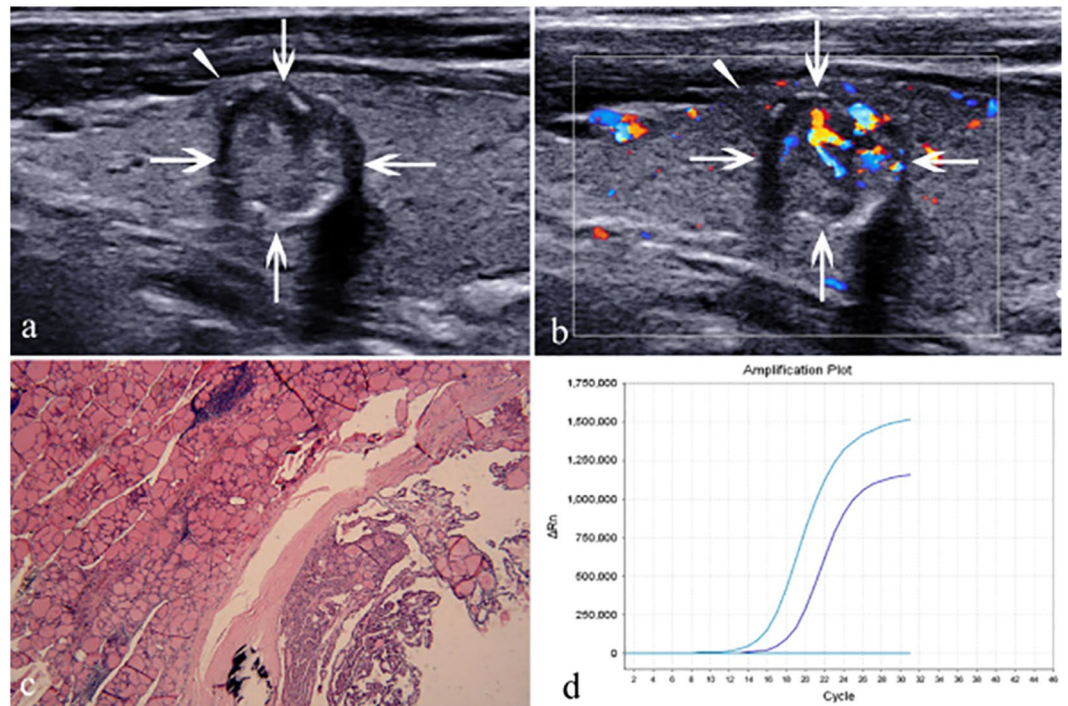 a
b
c
d
Amplification Plot
1,750,000
1,500,000
1,250,000
1,000,000
750,000
500,000
250,000
0
ΔRn
2 4 6 8 10 12 14 16 18 20 22 24 26 28 30 32 34 36 38 40 42 44 46 48
Cycle